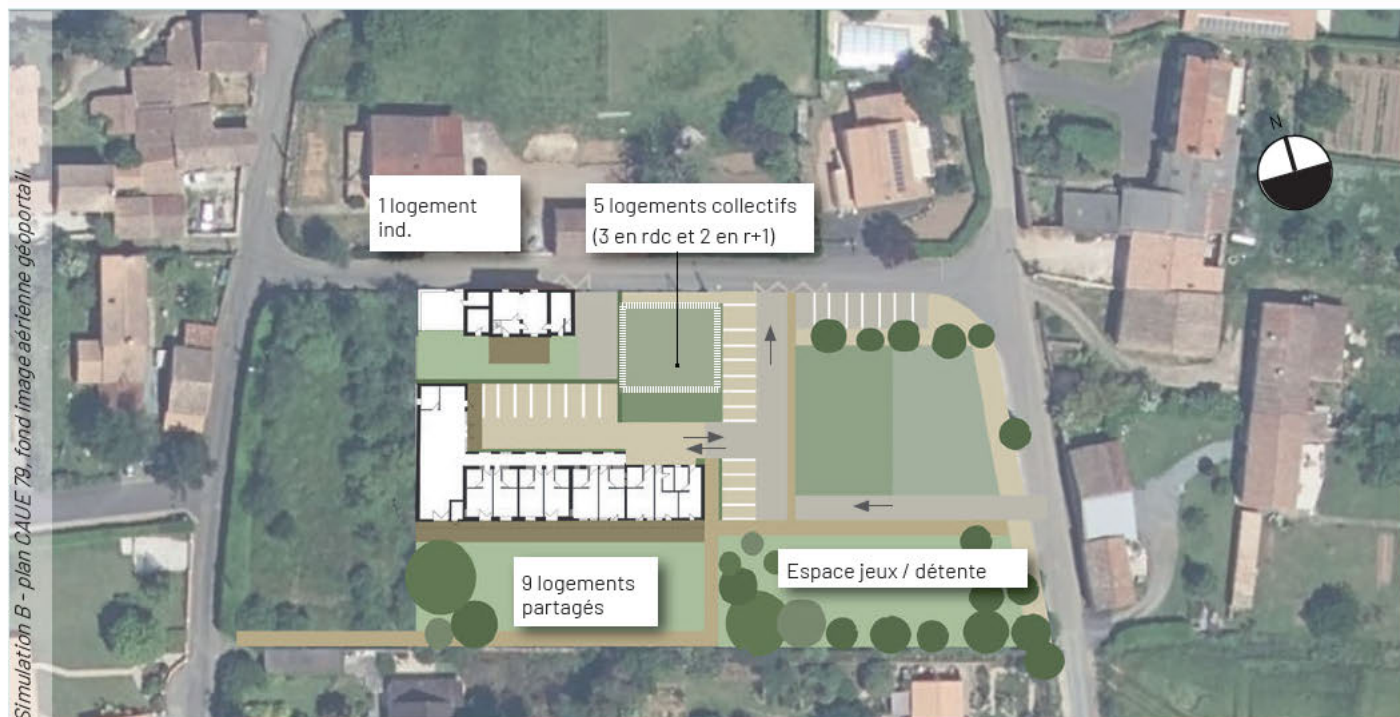 Simulation B - plan CAUE 79, fond image aérienne géoportail
1 logement
ind.
5 logements collectifs
(3 en rdc et 2 en r+1)
N
9 logements
partagés
Espace jeux / détente